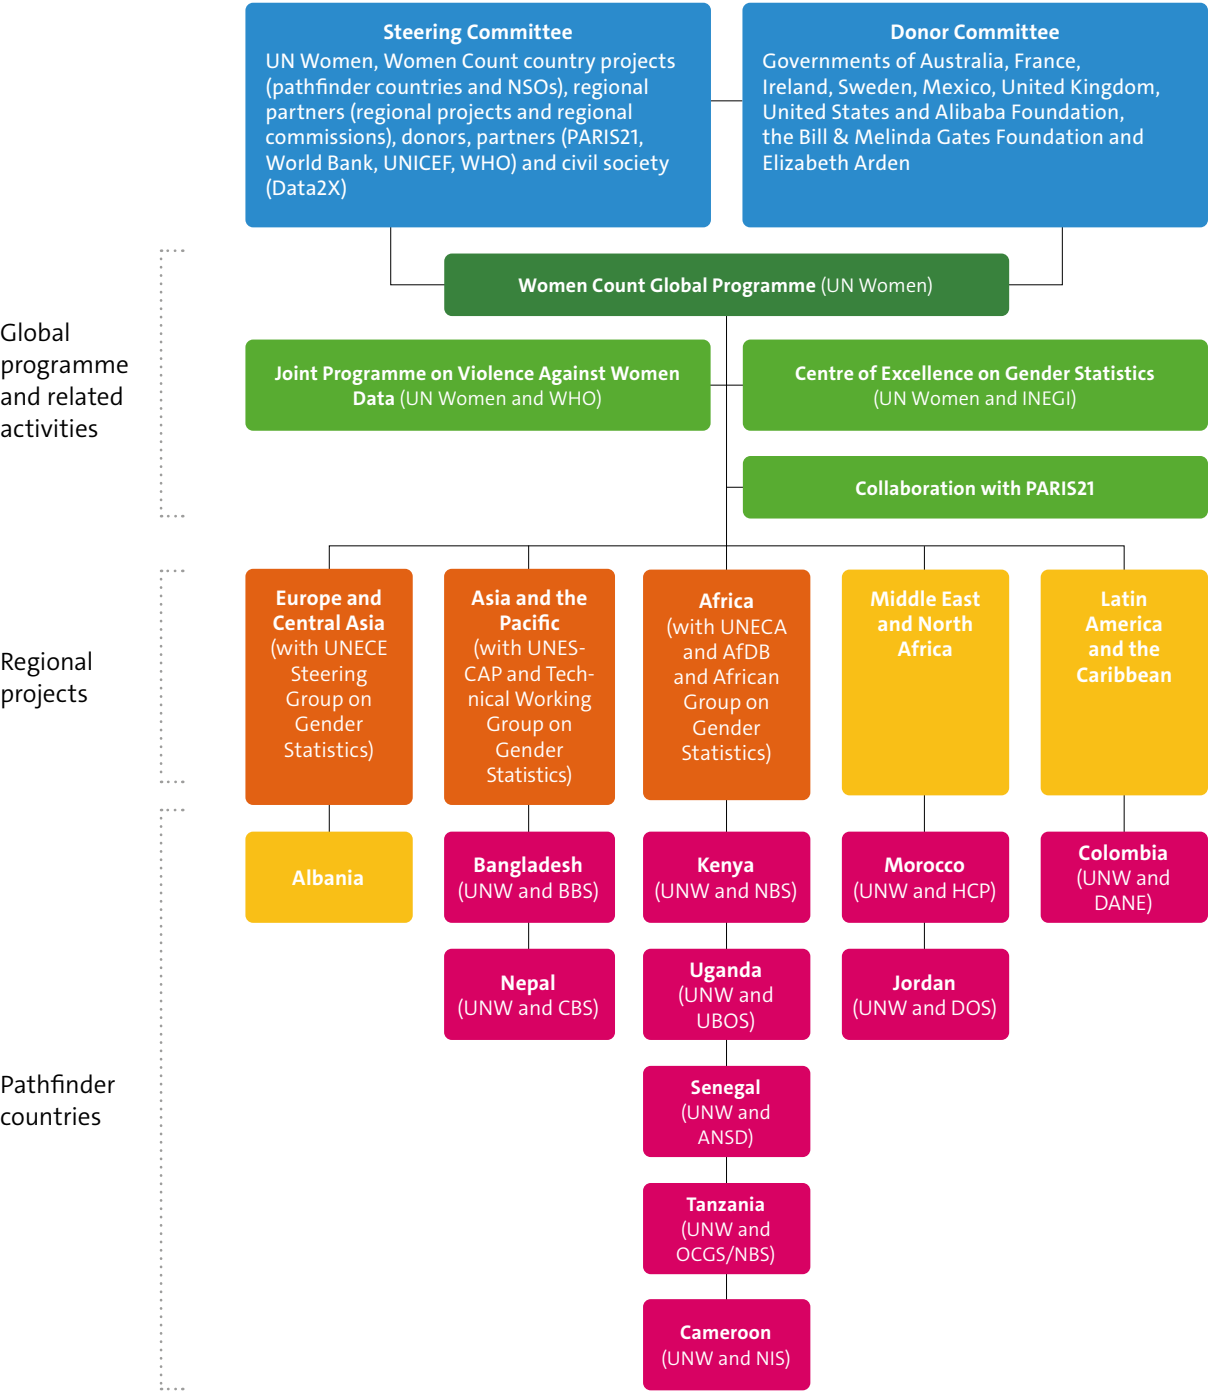 Steering Committee
UN Women, Women Count country projects
(pathfinder countries and NSOs), regional
partners (regional projects and regional
commissions), donors, partners (PARIS21,
World Bank, UNICEF, WHO) and civil society
(Data2X)
Donor Committee
Governments of Australia, France,
Ireland, Sweden, Mexico, United Kingdom,
United States and Alibaba Foundation,
the Bill & Melinda Gates Foundation and
Elizabeth Arden
Global
programme
and related
activities
Women Count Global Programme (UN Women)
Joint Programme on Violence Against Women
Data (UN Women and WHO)
Centre of Excellence on Gender Statistics
(UN Women and INEGI)
Collaboration with PARIS21
Regional
projects
Europe and
Central Asia
(with UNECE
Steering
Group on
Gender
Statistics)
Asia and the
Pacific
(with UNES-
CAP and Tech-
nical Working
Group on
Gender
Statistics)
Africa
(with UNECA
and AfDB
and African
Group on
Gender
Statistics)
Middle East
and North
Africa
Latin
America
and the
Caribbean
Pathfinder
countries
Albania
Bangladesh
(UNW and BBS)
Kenya
(UNW and NBS)
Morocco
(UNW and HCP)
Colombia
(UNW and
DANE)
Nepal
(UNW and CBS)
Uganda
(UNW and
UBOS)
Jordan
(UNW and DOS)
Senegal
(UNW and
ANSD)
Tanzania
(UNW and
OCGS/NBS)
Cameroon
(UNW and NIS)